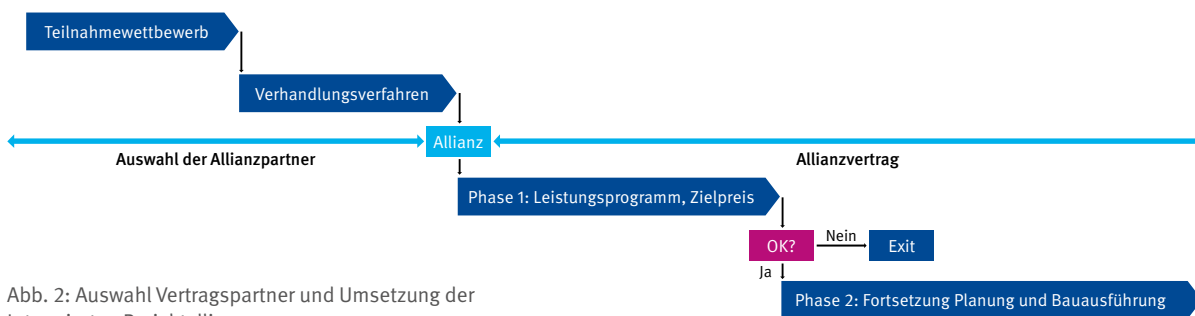 Teilnahmewettbewerb
Verhandlungsverfahren
Allianz
Auswahl der Allianzpartner
Allianzvertrag
Phase 1: Leistungsprogramm, Zielpreis
OK?
Nein
Exit
Ja
Phase 2: Fortsetzung Planung und Bauausführung
Abb. 2: Auswahl Vertragspartner und Umsetzung der